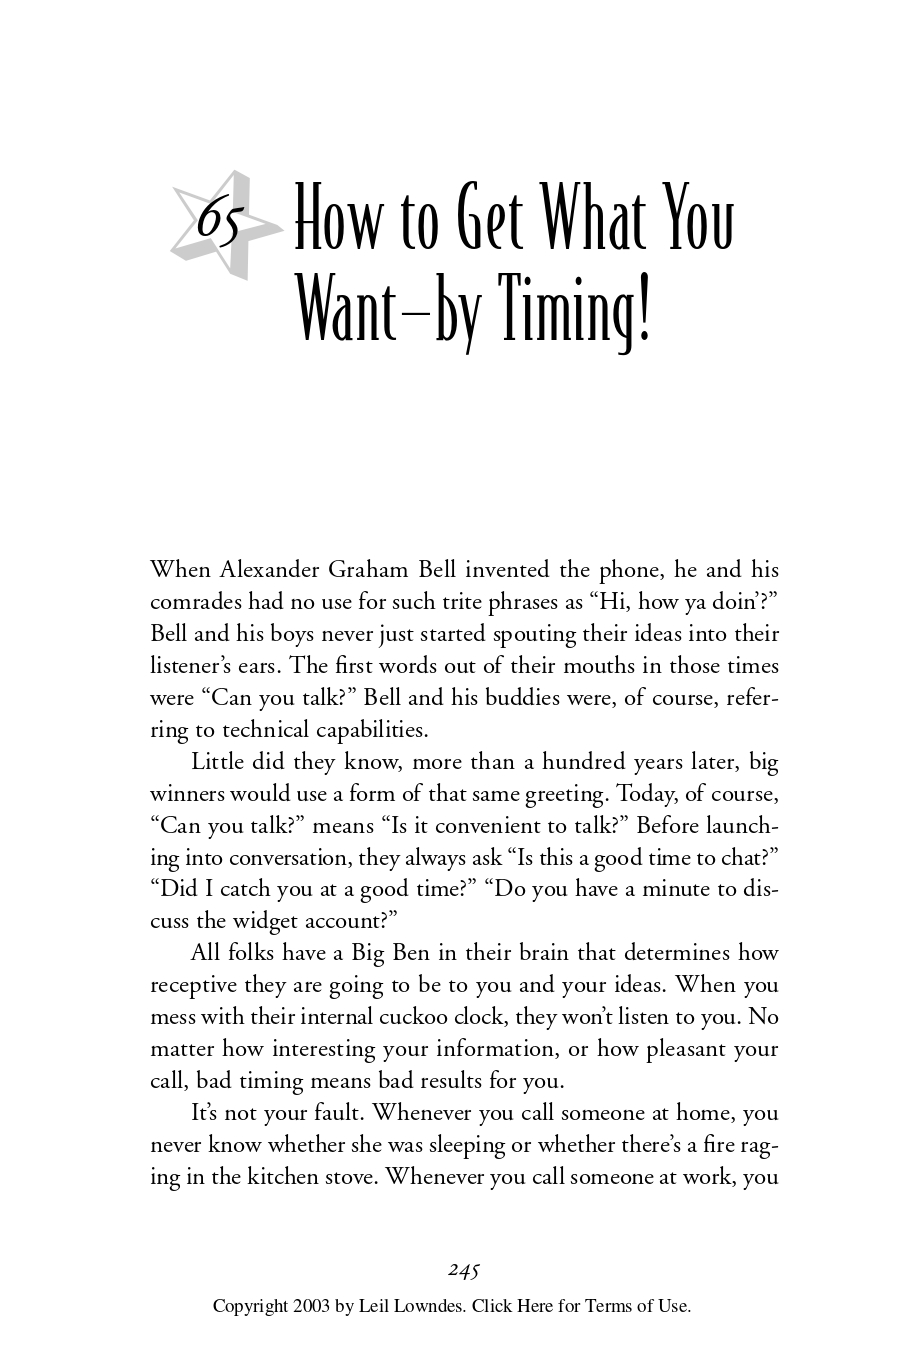 65
How to Get What You
Want–by Timing!
When Alexander Graham Bell invented the phone, he and his
comrades had no use for such trite phrases as “Hi, how ya doin’?”
Bell and his boys never just started spouting their ideas into their
listener’s ears. The first words out of their mouths in those times
were “Can you talk?” Bell and his buddies were, of course, refer-
ring to technical capabilities.
Little did they know, more than a hundred years later, big
winners would use a form of that same greeting. Today, of course,
“Can you talk?” means “Is it convenient to talk?” Before launch-
ing into conversation, they always ask “Is this a good time to chat?”
“Did I catch you at a good time?” “Do you have a minute to dis-
cuss the widget account?”
All folks have a Big Ben in their brain that determines how
receptive they are going to be to you and your ideas. When you
mess with their internal cuckoo clock, they won’t listen to you. No
matter how interesting your information, or how pleasant your
call, bad timing means bad results for you.
It’s not your fault. Whenever you call someone at home, you
never know whether she was sleeping or whether there’s a fire rag-
ing in the kitchen stove. Whenever you call someone at work, you
245
Copyright 2003 by Leil Lowndes. Click Here for Terms of Use.